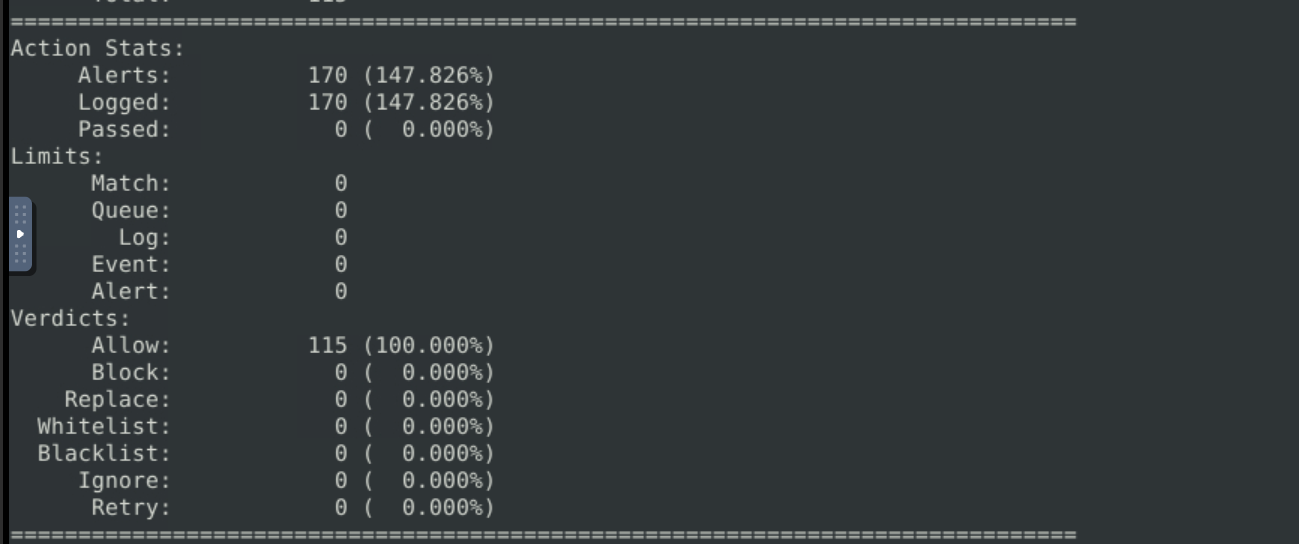 ===============================================================================
Action Stats:
     Alerts:          170 (147.826%)
     Logged:          170 (147.826%)
     Passed:            0 (  0.000%)
Limits:
      Match:            0
      Queue:            0
        Log:            0
      Event:            0
      Alert:            0
Verdicts:
      Allow:          115 (100.000%)
      Block:            0 (  0.000%)
    Replace:            0 (  0.000%)
  Whitelist:            0 (  0.000%)
  Blacklist:            0 (  0.000%)
     Ignore:            0 (  0.000%)
      Retry:            0 (  0.000%)
===============================================================================